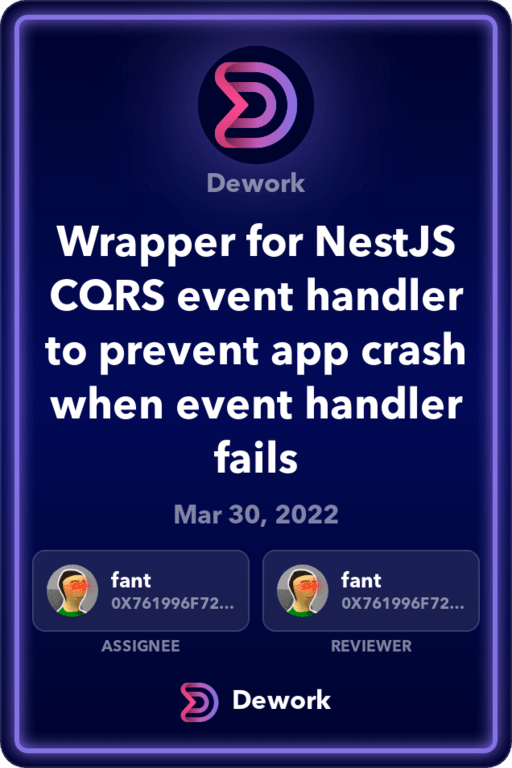 Dework
Wrapper for NestJS
CQRS event handler
to prevent app crash
when event handler
fails
Mar 30, 2022
fant
0X761996F72...
ASSIGNEE
fant
0X761996F72...
REVIEWER
Dework